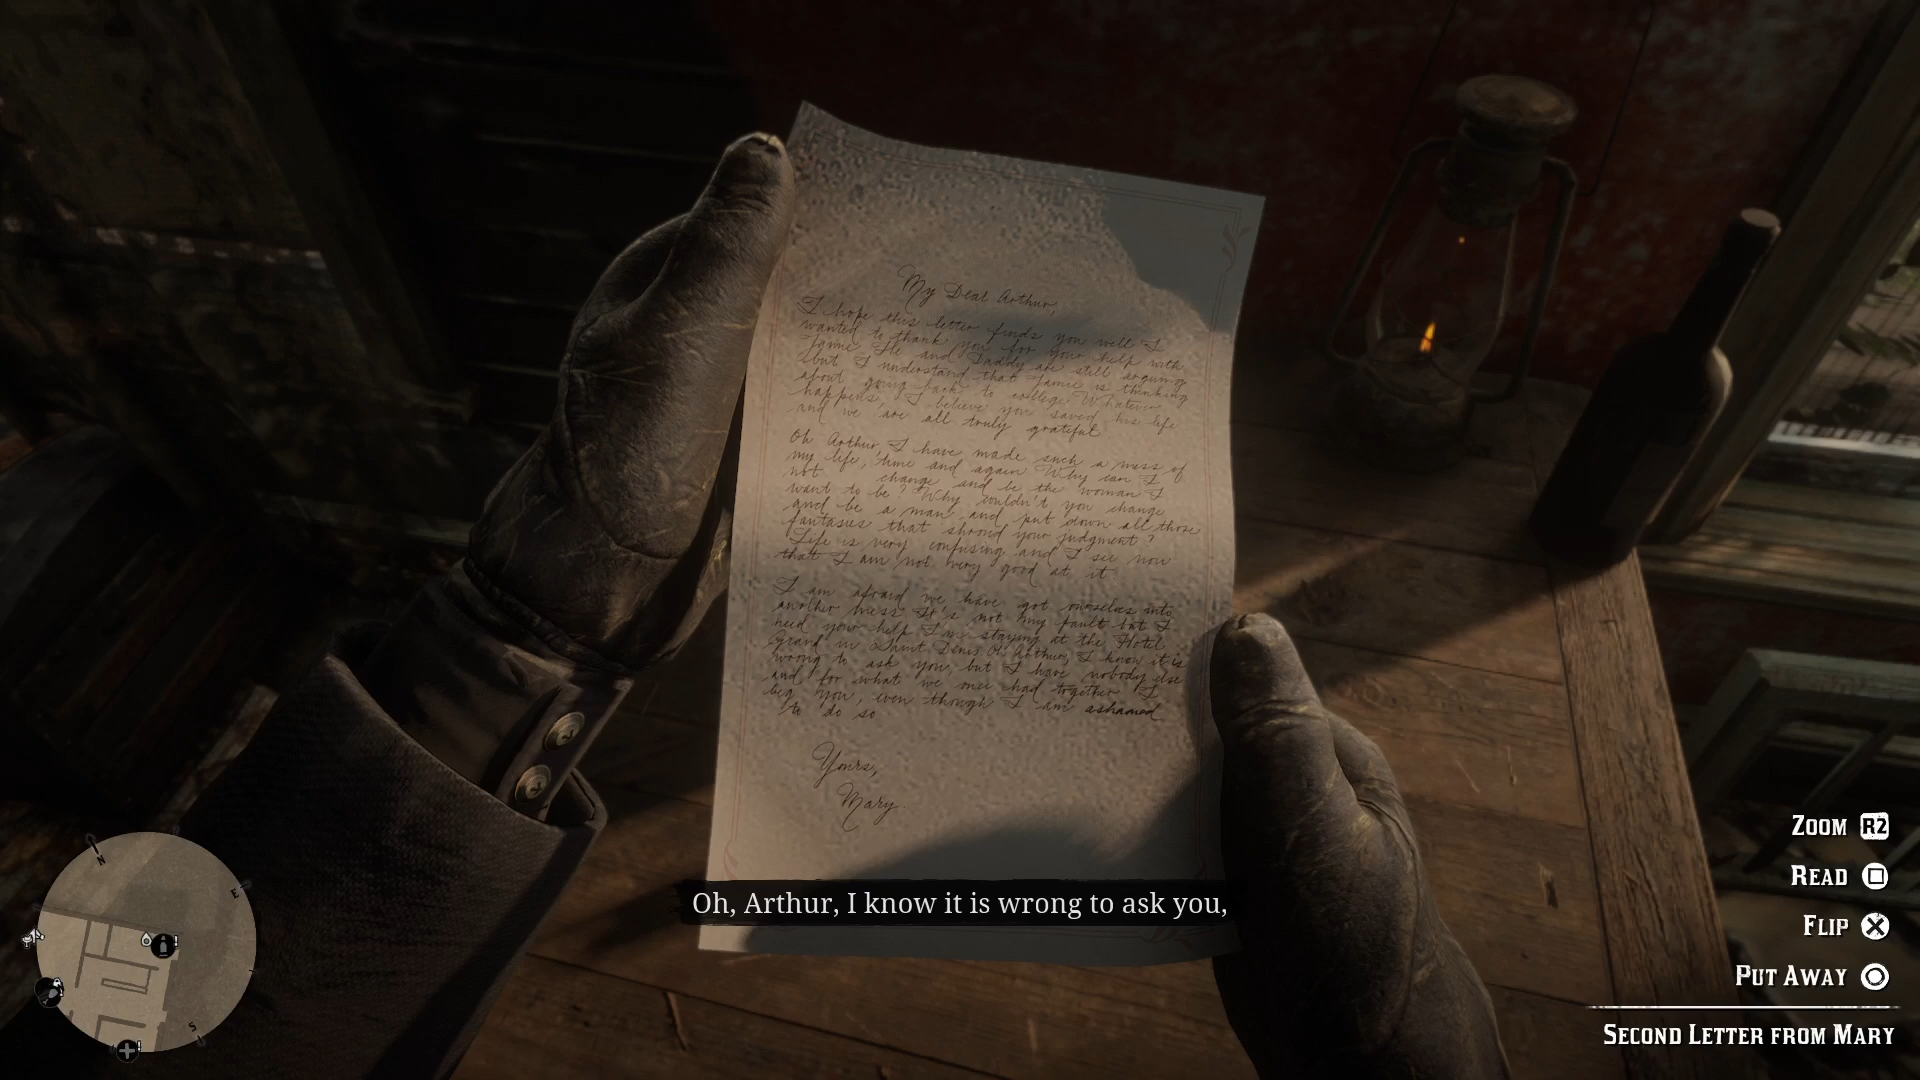 My Dear Arthur,
I hope this letter finds you well I
wanted to thank you for your help with
Jamie He and Daddy are still arguing
but I understand that Jamie is thinking
about going back to college. Whatever
happens, I believe you saved his life
and we are all truly grateful
Oh Arthur, I have made such a mess of
my life, time and again Why can I
not change and be the woman I
want to be? Why couldn't you change
and be a man and put down all those
fantasies that shroud your judgment?
Life is very confusing and I see now
that I am not very good at it
I am afraid we have got ourselves into
another mess It's not my fault but I
need your help I'm staying at the Hotel
Grand in Saint Denis Oh Arthur, I know it is
wrong to ask you, but I have nobody else
and for what we once had together I
beg you, even though I am ashamed
to do so
Yours,
Mary.
Oh, Arthur, I know it is wrong to ask you,
N
E
S
ZOOM R2
READ
FLIP
PUT AWAY
SECOND LETTER FROM MARY